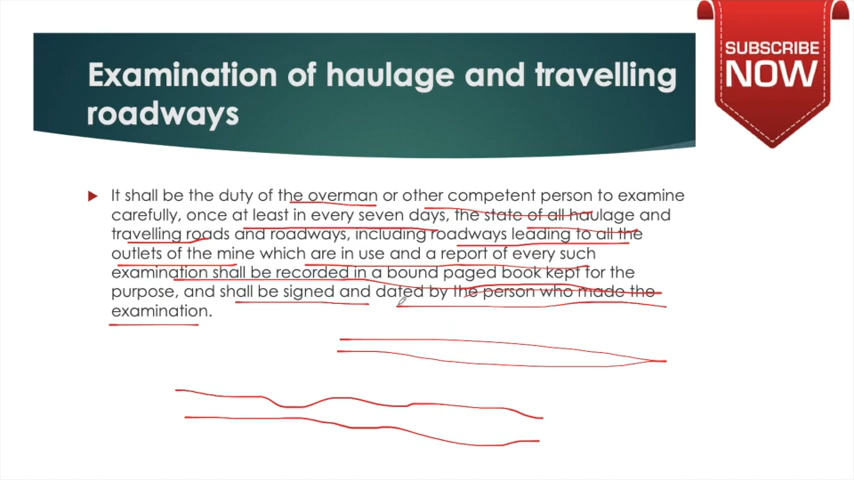 SUBSCRIBE
NOW
Examination of haulage and travelling
roadways
It shall be the duty of the overman or other competent person to examine
carefully, once at least in every seven days, the state of all haulage and
travelling roads and roadways, including roadways leading to all the
outlets of the mine which are in use and a report of every such
examination shall be recorded in a bound paged book kept for the
purpose, and shall be signed and dated by the person who made the
examination.